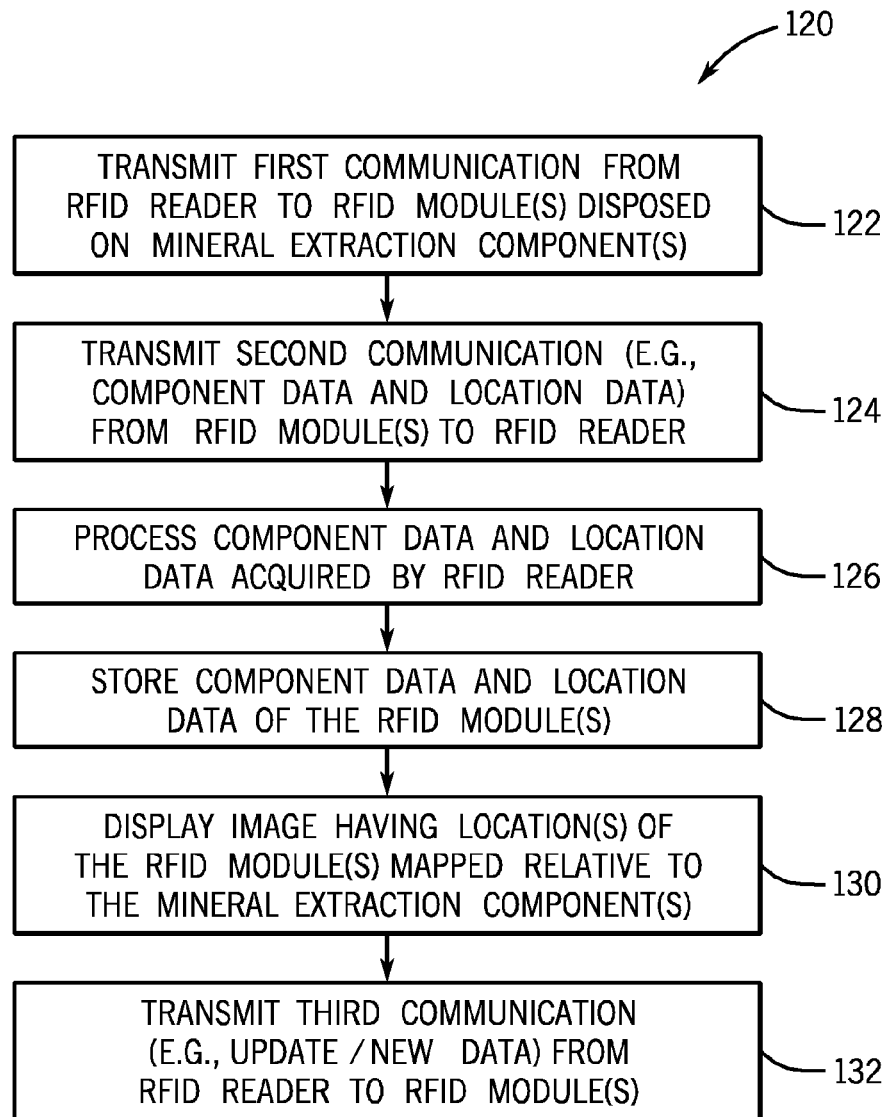 120
TRANSMIT FIRST COMMUNICATION FROM
RFID READER TO RFID MODULE(S) DISPOSED
ON MINERAL EXTRACTION COMPONENT(S)
122
TRANSMIT SECOND COMMUNICATION (E.G.,
COMPONENT DATA AND LOCATION DATA)
FROM RFID MODULE(S) TO RFID READER
124
PROCESS COMPONENT DATA AND LOCATION
DATA ACQUIRED BY RFID READER
126
STORE COMPONENT DATA AND LOCATION
DATA OF THE RFID MODULE(S)
128
DISPLAY IMAGE HAVING LOCATION(S) OF
THE RFID MODULE(S) MAPPED RELATIVE TO
THE MINERAL EXTRACTION COMPONENT(S)
130
TRANSMIT THIRD COMMUNICATION
(E.G., UPDATE / NEW DATA) FROM
RFID READER TO RFID MODULE(S)
132